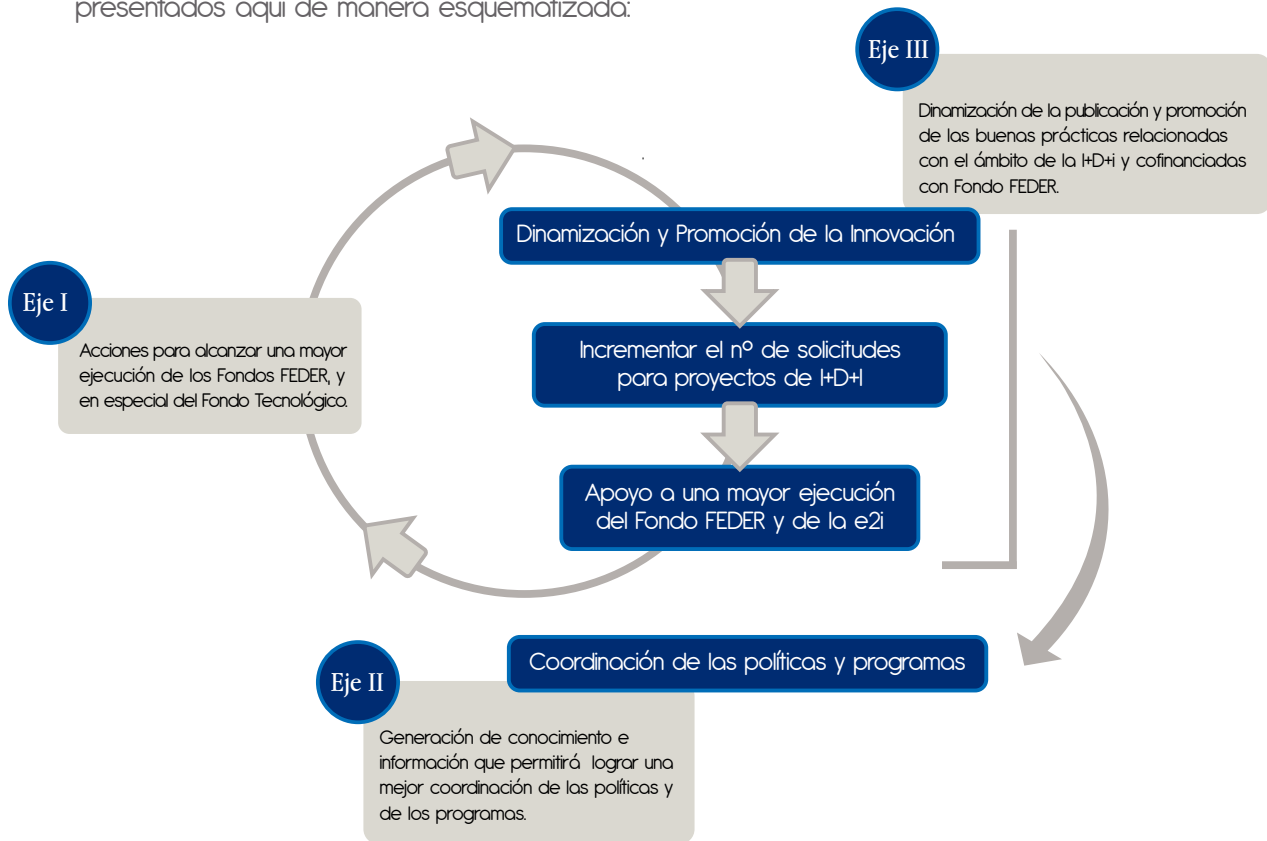 presentados aquí de manera esquematizada:
Eje III
Dinamización de la publicación y promoción
de las buenas prácticas relacionadas
con el ámbito de la I+D+i y cofinanciadas
con Fondo FEDER.
Dinamización y Promoción de la Innovación
Eje I
Acciones para alcanzar una mayor
ejecución de los Fondos FEDER, y
en especial del Fondo Tecnológico.
Incrementar el nº de solicitudes
para proyectos de I+D+I
Apoyo a una mayor ejecución
del Fondo FEDER y de la e2i
Coordinación de las políticas y programas
Eje II
Generación de conocimiento e
información que permitirá lograr una
mejor coordinación de las políticas y
de los programas.